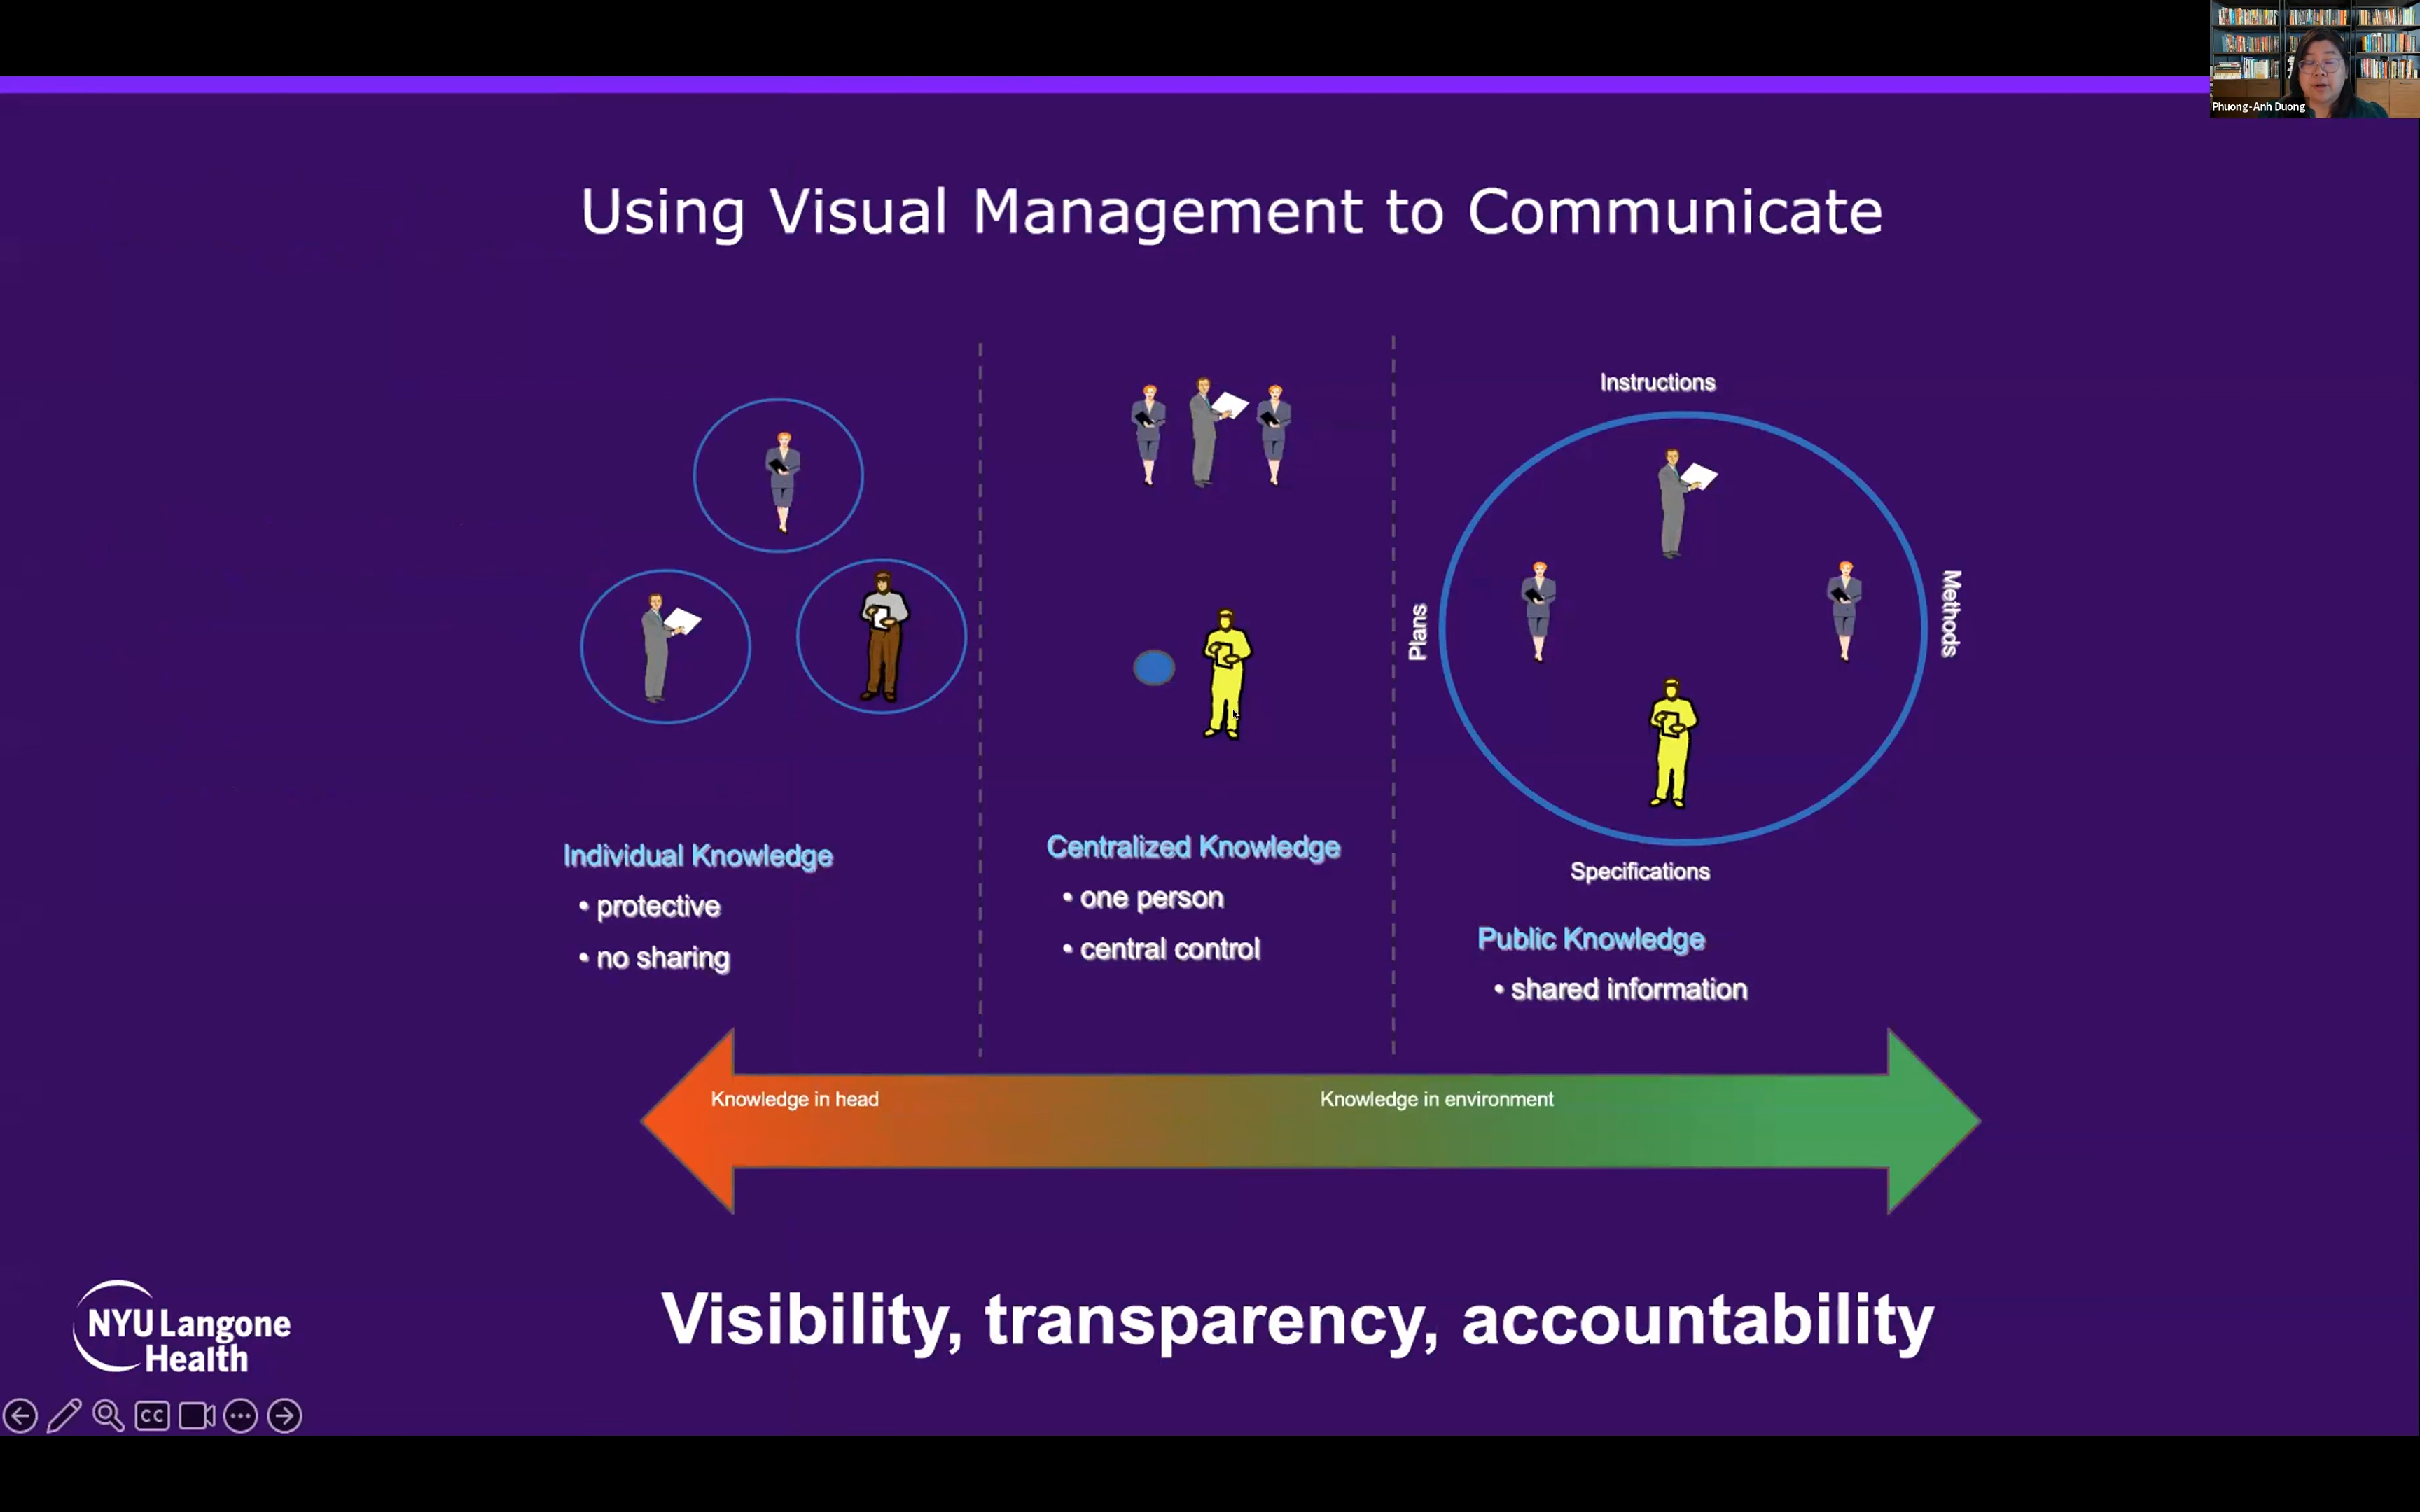 Phuong-Anh Duong
Using Visual Management to Communicate
Instructions
Plans
Methods
Specifications
Individual Knowledge
• protective
• no sharing
Centralized Knowledge
• one person
• central control
Public Knowledge
• shared information
Knowledge in head
Knowledge in environment
Visibility, transparency, accountability
NYU Langone
Health
CC